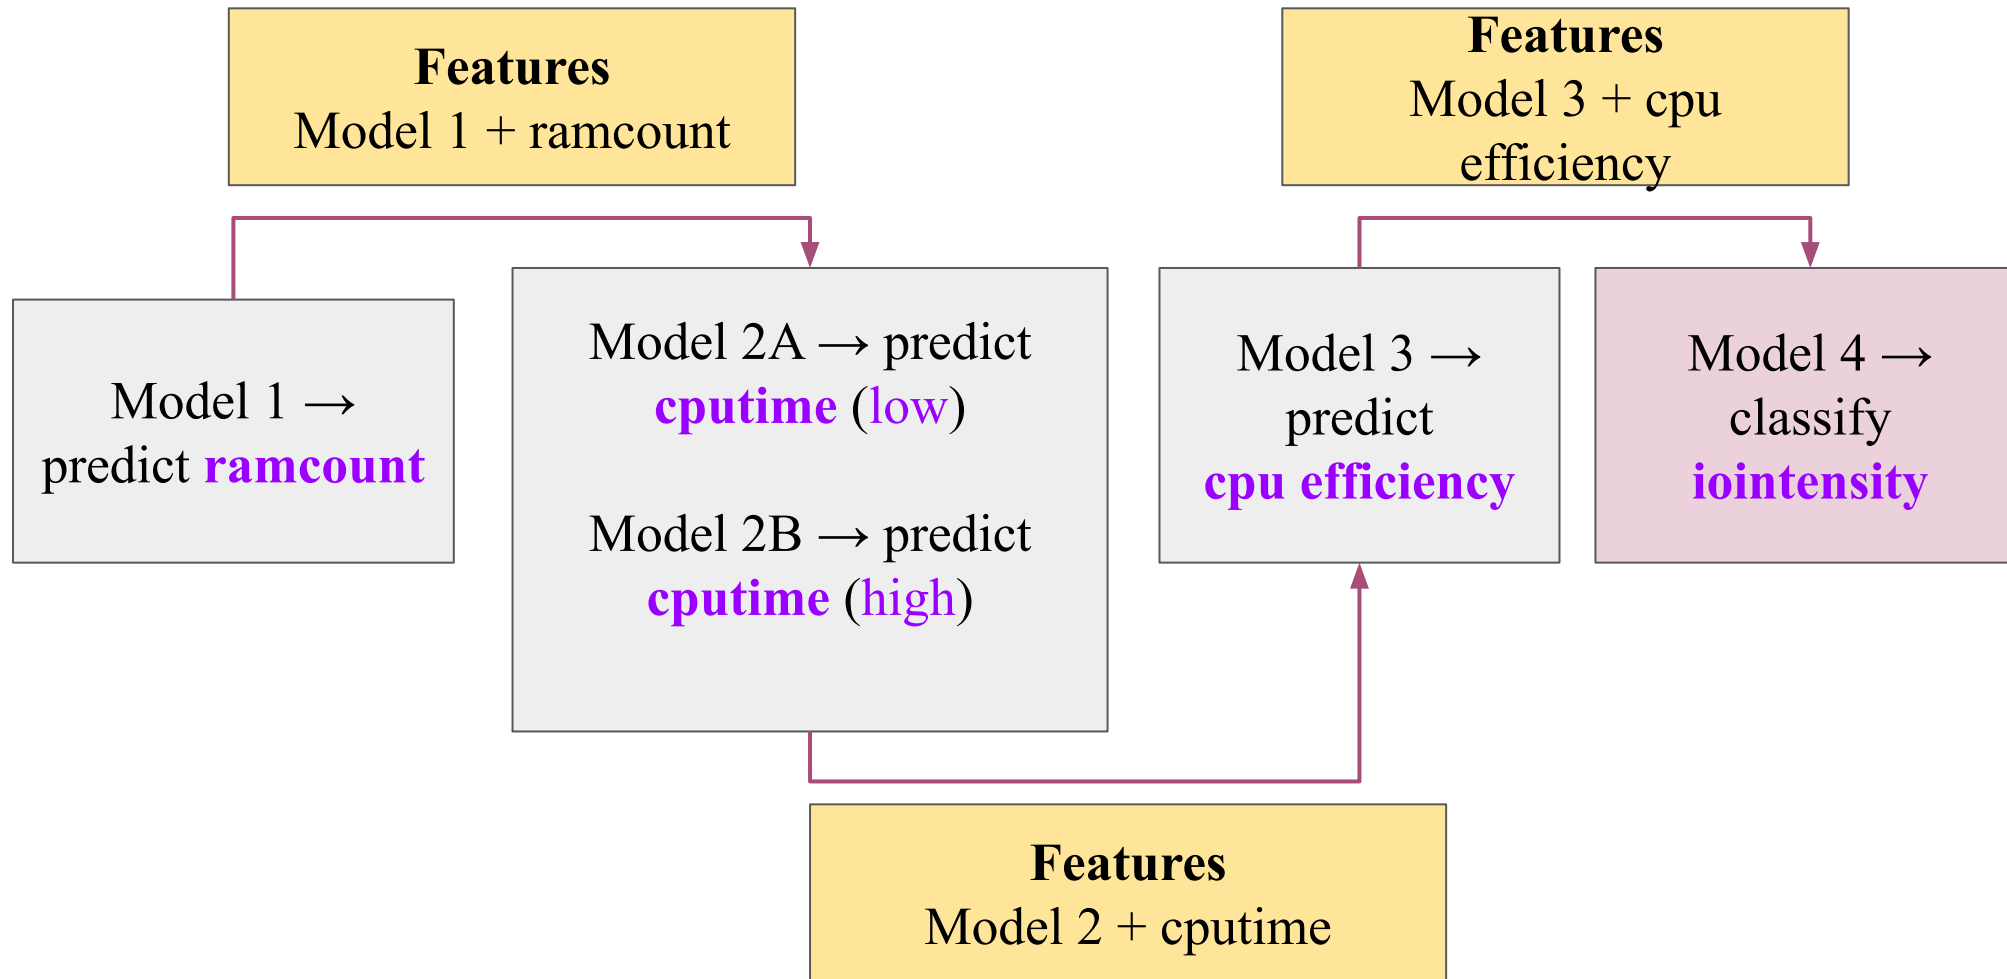 Features
Model 1 + ramcount
Features
Model 3 + cpu
efficiency
Model 1 →
predict ramcount
Model 2A → predict
cputime (low)
Model 2B → predict
cputime (high)
Model 3 →
predict
cpu efficiency
Model 4 →
classify
iointensity
Features
Model 2 + cputime